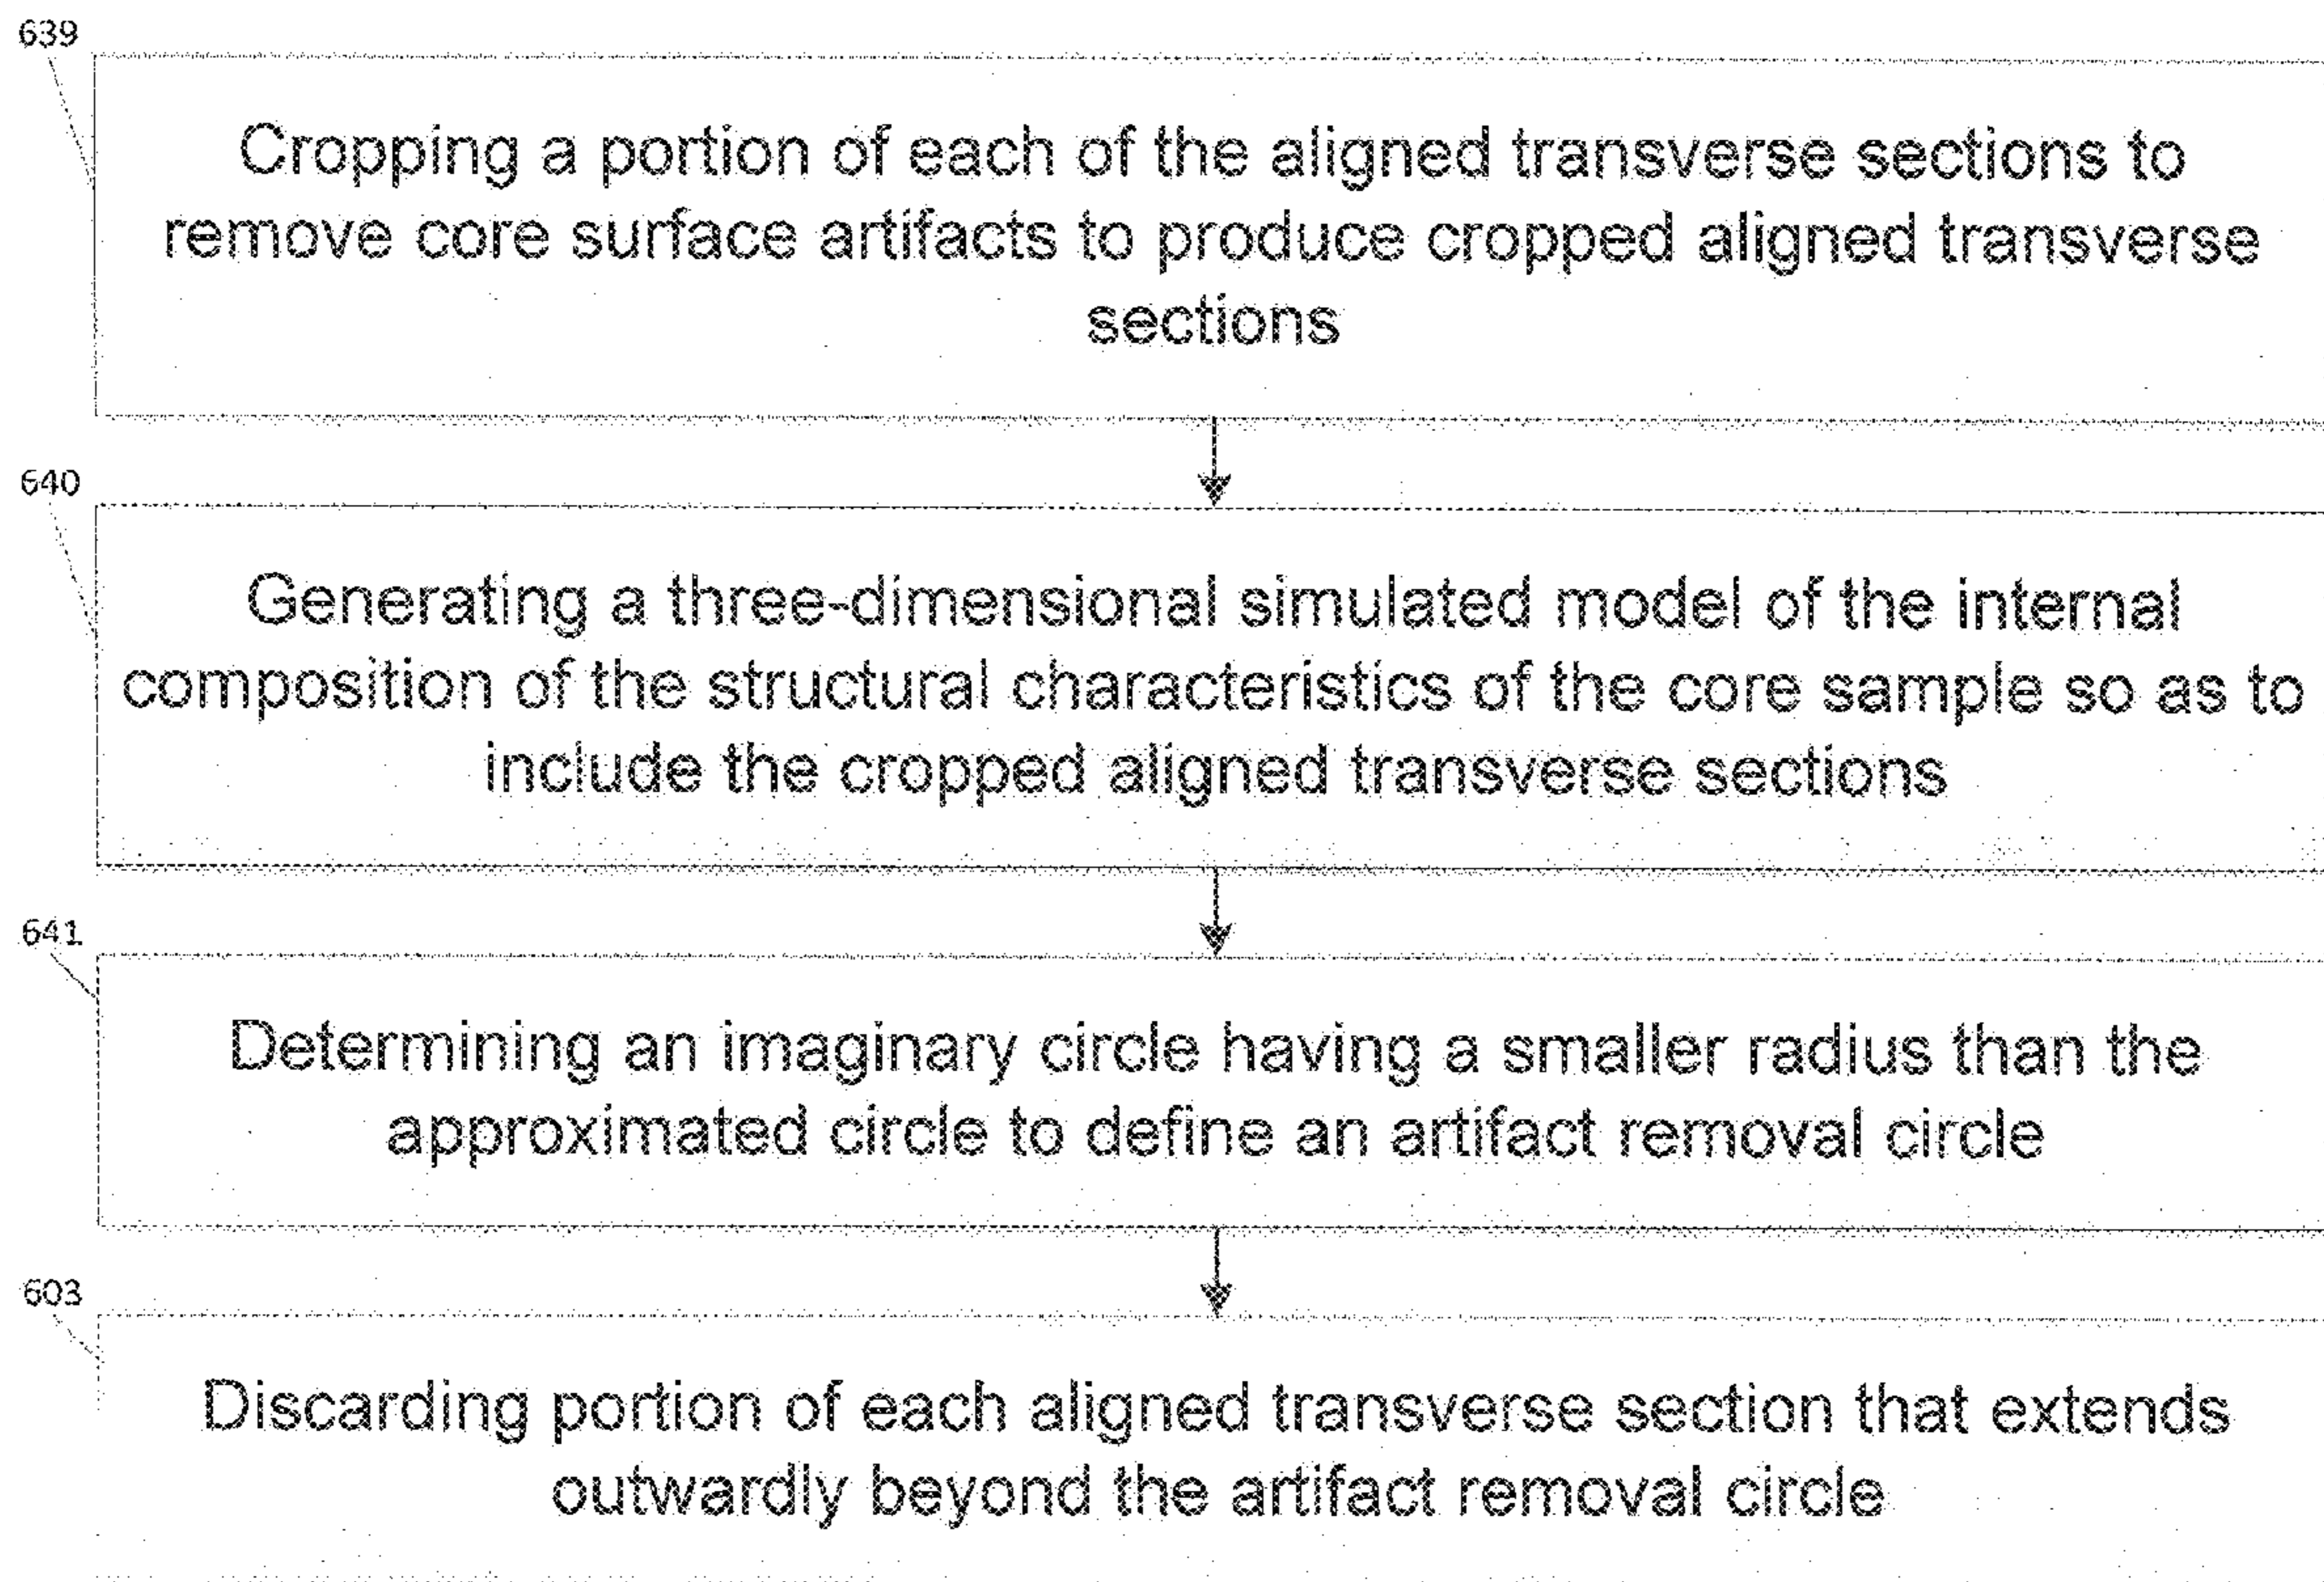 639
Cropping a portion of each of the aligned transverse sections to
remove core surface artifacts to produce cropped aligned transverse
sections
640
Generating a three-dimensional simulated model of the internal
composition of the structural characteristics of the core sample so as to
include the cropped aligned transverse sections
641
Determining an imaginary circle having a smaller radius than the
approximated circle to define an artifact removal circle
603
Discarding portion of each aligned transverse section that extends
outwardly beyond the artifact removal circle